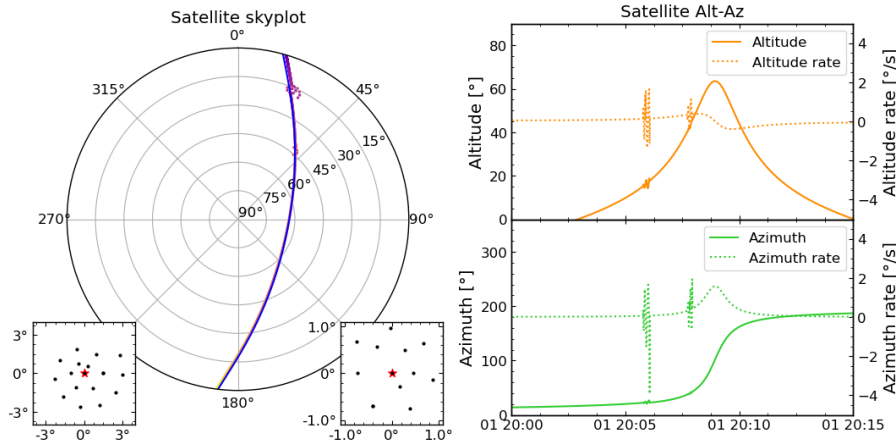 Satellite skyplot
0°
315° 45°
15°
30°
45°
60°
75°
270° 90° 90°
180°
3°
0°
-3°
-3° 0° 3°
1.0°
0°
-1.0°
-1.0° 0° 1.0°
Satellite Alt-Az
Altitude
Altitude rate
Altitude [°]
80
60
40
20
0
Altitude rate [°/s]
4
2
0
−2
−4
Azimuth
Azimuth rate
Azimuth [°]
300
200
100
0
Azimuth rate [°/s]
4
2
0
−2
−4
01 20:00 01 20:05 01 20:10 01 20:15